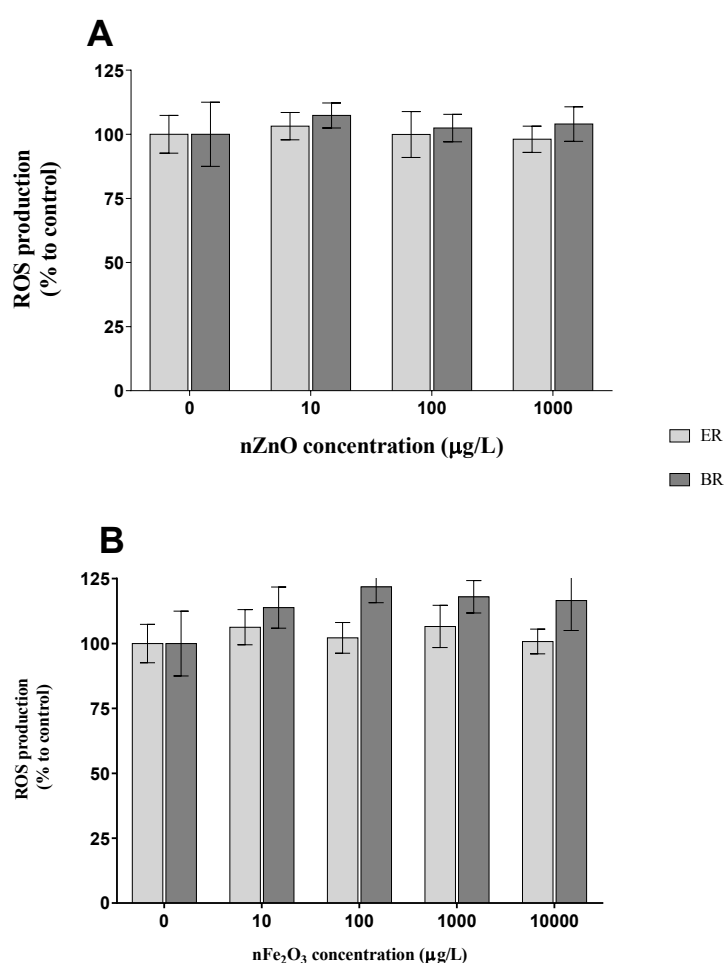 A
125
100
75
50
25
0
ROS production
(% to control)
0 10 100 1000
nZnO concentration (μg/L)
ER
BR
B
125
100
75
50
25
0
ROS production
(% to control)
0 10 100 1000 10000
nFe₂O₃ concentration (μg/L)